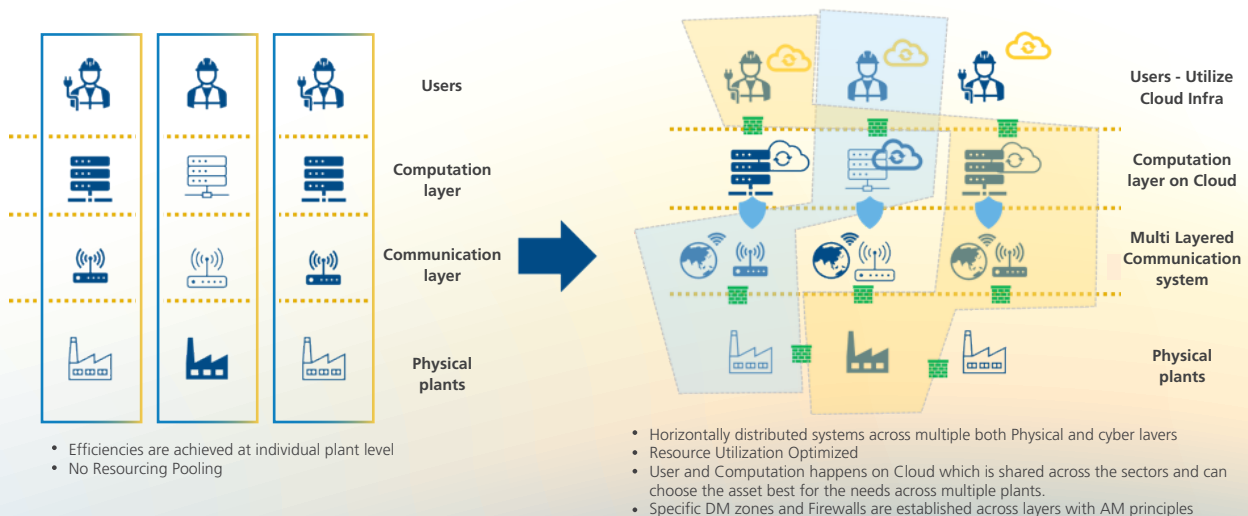 Users
Computation
layer
Communication
layer
Physical
plants
• Efficiencies are achieved at individual plant level
• No Resourcing Pooling
Users - Utilize
Cloud Infra
Computation
layer on Cloud
Multi Layered
Communication
system
Physical
plants
• Horizontally distributed systems across multiple both Physical and cyber lavers
• Resource Utilization Optimized
• User and Computation happens on Cloud which is shared across the sectors and can
choose the asset best for the needs across multiple plants.
• Specific DM zones and Firewalls are established across layers with AM principles